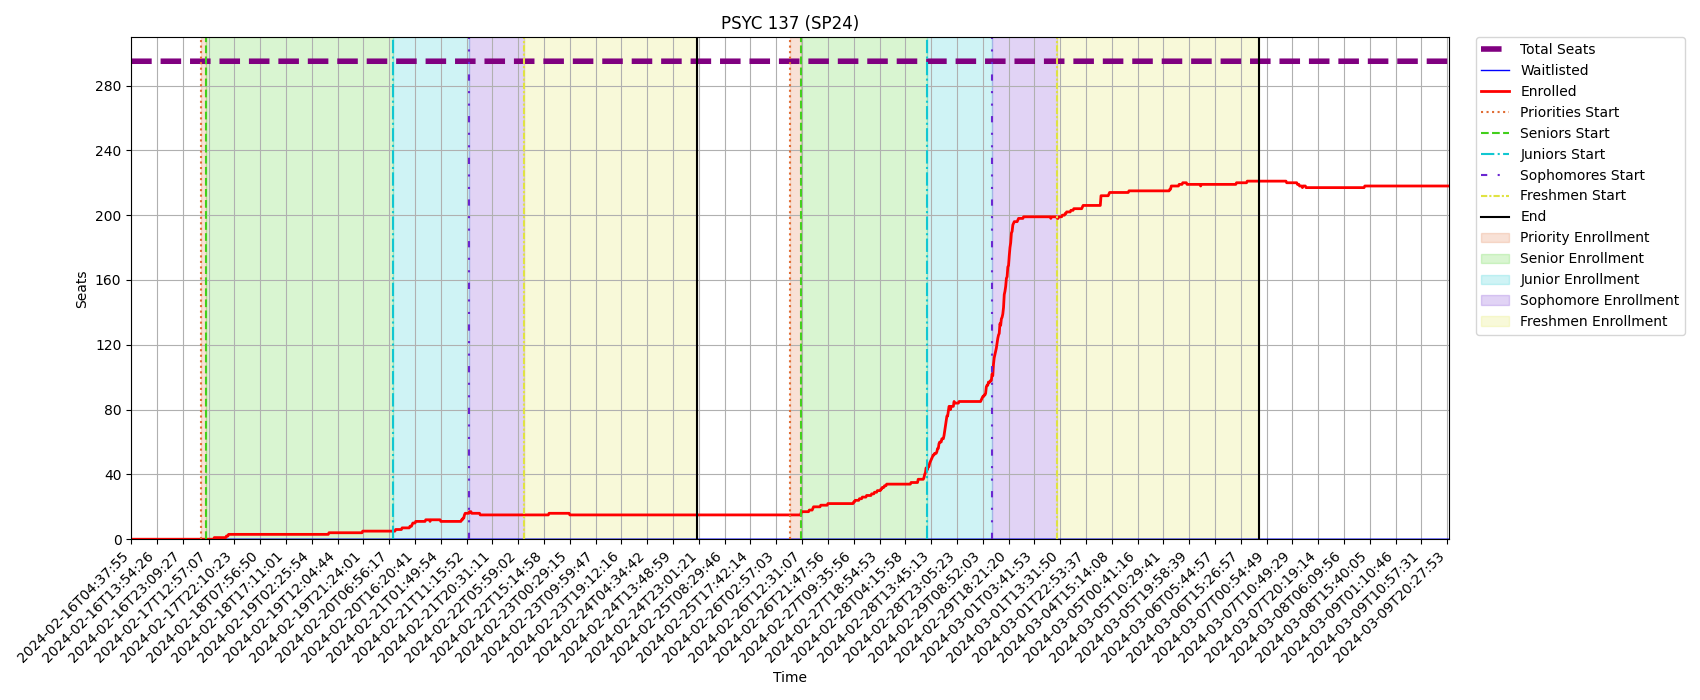 PSYC 137 (SP24)
Seats
280
240
200
160
120
80
40
0
2024-02-16T04:37:55
2024-02-16T13:54:26
2024-02-16T23:09:27
2024-02-17T12:57:07
2024-02-17T22:10:23
2024-02-18T07:56:50
2024-02-18T17:11:01
2024-02-19T02:25:54
2024-02-19T12:04:44
2024-02-19T21:24:01
2024-02-20T06:56:17
2024-02-20T16:20:41
2024-02-21T01:49:54
2024-02-21T11:15:52
2024-02-21T20:31:11
2024-02-22T05:59:02
2024-02-22T15:14:58
2024-02-23T00:29:15
2024-02-23T09:59:47
2024-02-23T19:12:16
2024-02-24T04:34:42
2024-02-24T13:48:59
2024-02-24T23:01:21
2024-02-25T08:29:46
2024-02-25T17:42:14
2024-02-26T02:57:03
2024-02-26T12:31:07
2024-02-26T21:47:56
2024-02-27T09:35:56
2024-02-27T18:54:53
2024-02-28T04:15:58
2024-02-28T13:45:13
2024-02-28T23:05:23
2024-02-29T08:52:03
2024-02-29T18:21:20
2024-03-01T03:41:53
2024-03-01T13:31:50
2024-03-01T22:53:37
2024-03-04T15:14:08
2024-03-05T00:41:16
2024-03-05T10:29:41
2024-03-05T19:58:39
2024-03-06T05:44:57
2024-03-06T15:26:57
2024-03-07T00:54:49
2024-03-07T10:49:29
2024-03-07T20:19:14
2024-03-08T06:09:56
2024-03-08T15:40:05
2024-03-09T01:10:46
2024-03-09T10:57:31
2024-03-09T20:27:53
Time
Total Seats
Waitlisted
Enrolled
Priorities Start
Seniors Start
Juniors Start
Sophomores Start
Freshmen Start
End
Priority Enrollment
Senior Enrollment
Junior Enrollment
Sophomore Enrollment
Freshmen Enrollment